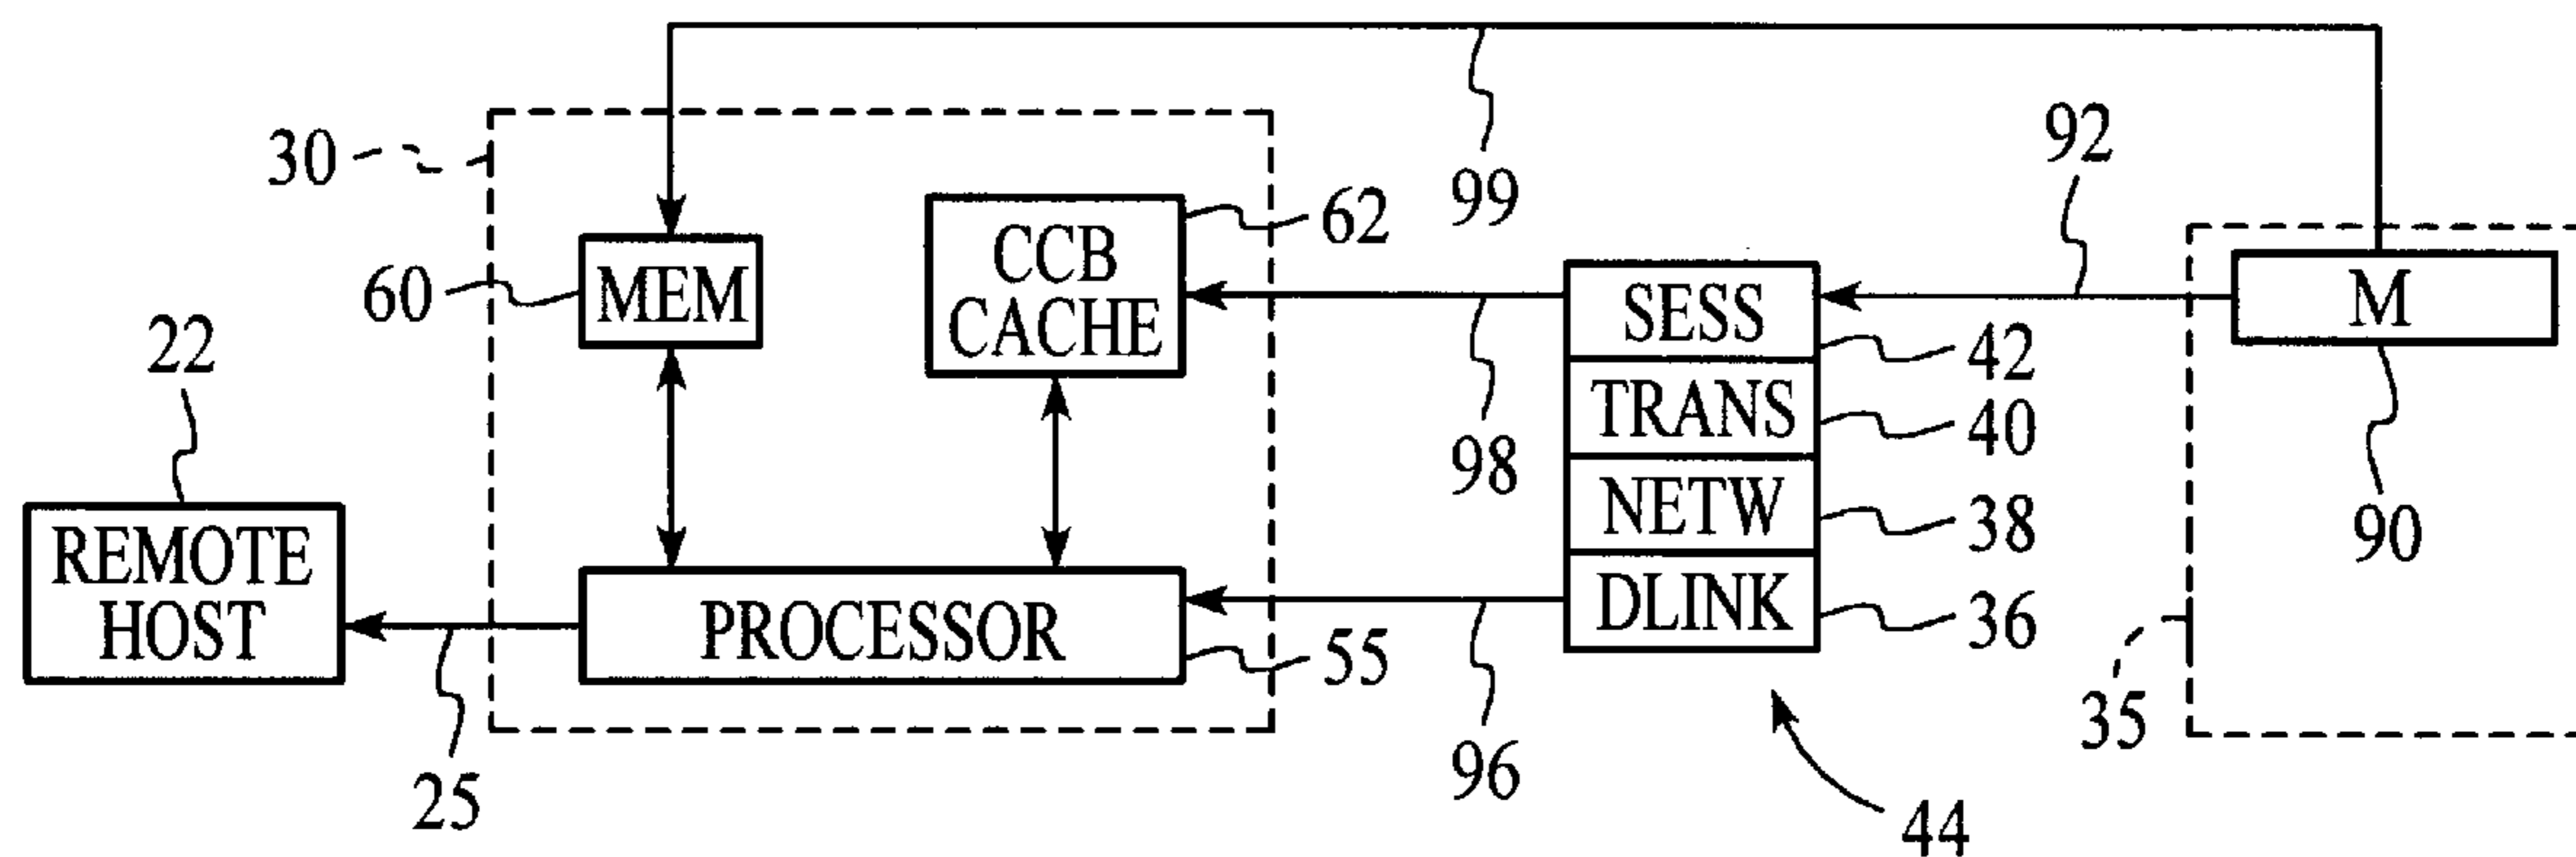 92
30
99
62
CCB
CACHE
60
MEM
SESS
M
22
42
TRANS
40
98
NETW
38
90
REMOTE
HOST
PROCESSOR
55
DLINK
36
35
96
25
44